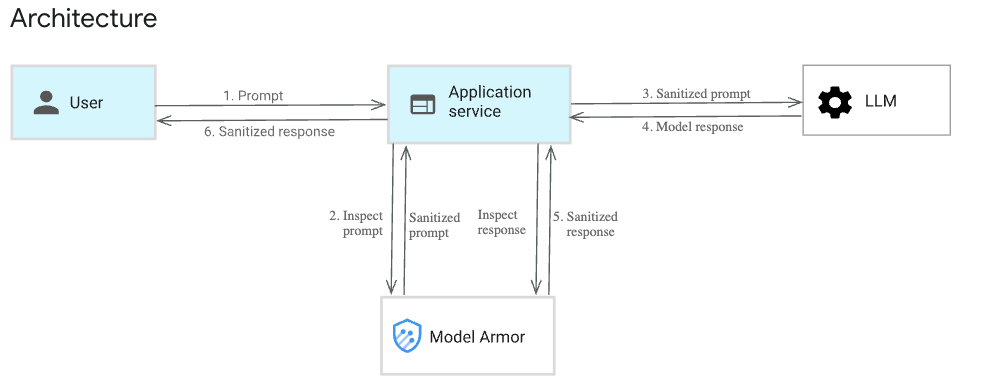 Architecture
User
1. Prompt
6. Sanitized response
Application
service
3. Sanitized prompt
4. Model response
LLM
2. Inspect
prompt
Sanitized
prompt
Inspect
response
5. Sanitized
response
Model Armor